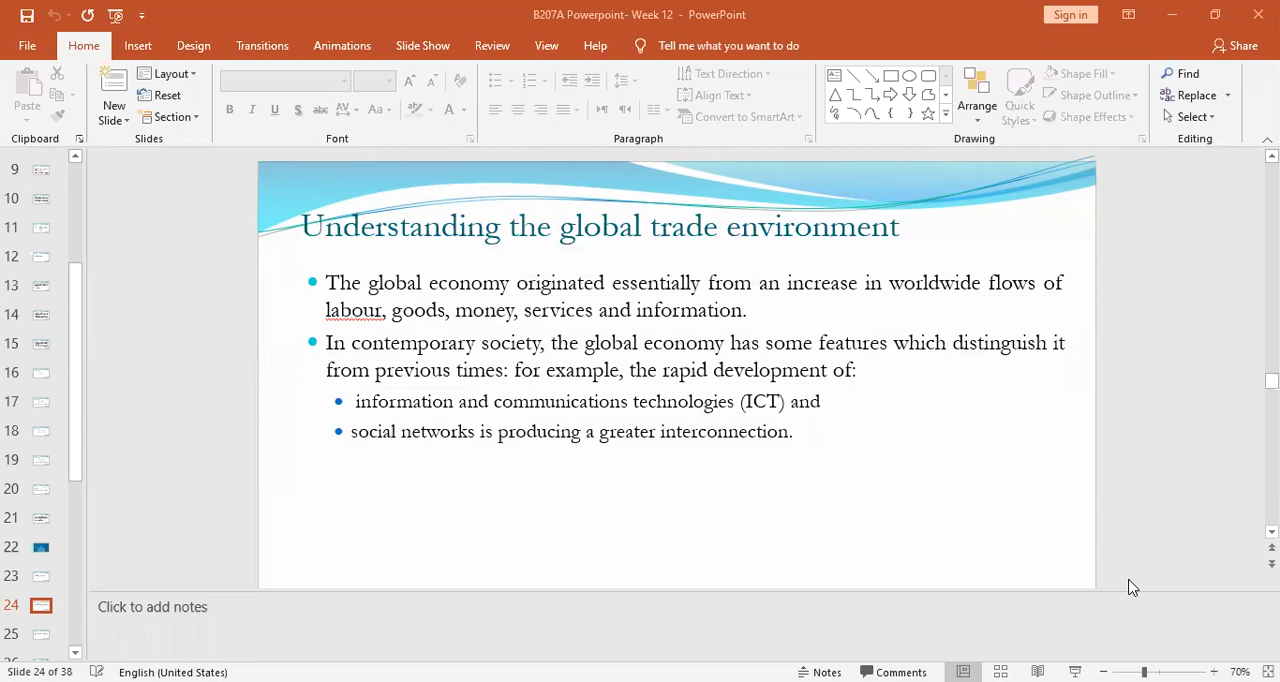 B207A Powerpoint- Week 12 - PowerPoint
Sign in
File Home Insert Design Transitions Animations Slide Show Review View Help Tell me what you want to do
Share
Paste
Clipboard
New
Slide
Layout
Reset
Section
Slides
B I U S abc AV Aa A
Font
Text Direction
Align Text
Convert to SmartArt
Paragraph
Arrange
Quick
Styles
Shape Fill
Shape Outline
Shape Effects
Drawing
Find
Replace
Select
Editing
9
10
11
12
13
14
15
16
17
18
19
20
21
22
23
24
25
Understanding the global trade environment
The global economy originated essentially from an increase in worldwide flows of
labour, goods, money, services and information.
In contemporary society, the global economy has some features which distinguish it
from previous times: for example, the rapid development of:
information and communications technologies (ICT) and
social networks is producing a greater interconnection.
Click to add notes
Slide 24 of 38
English (United States)
Notes
Comments
70%